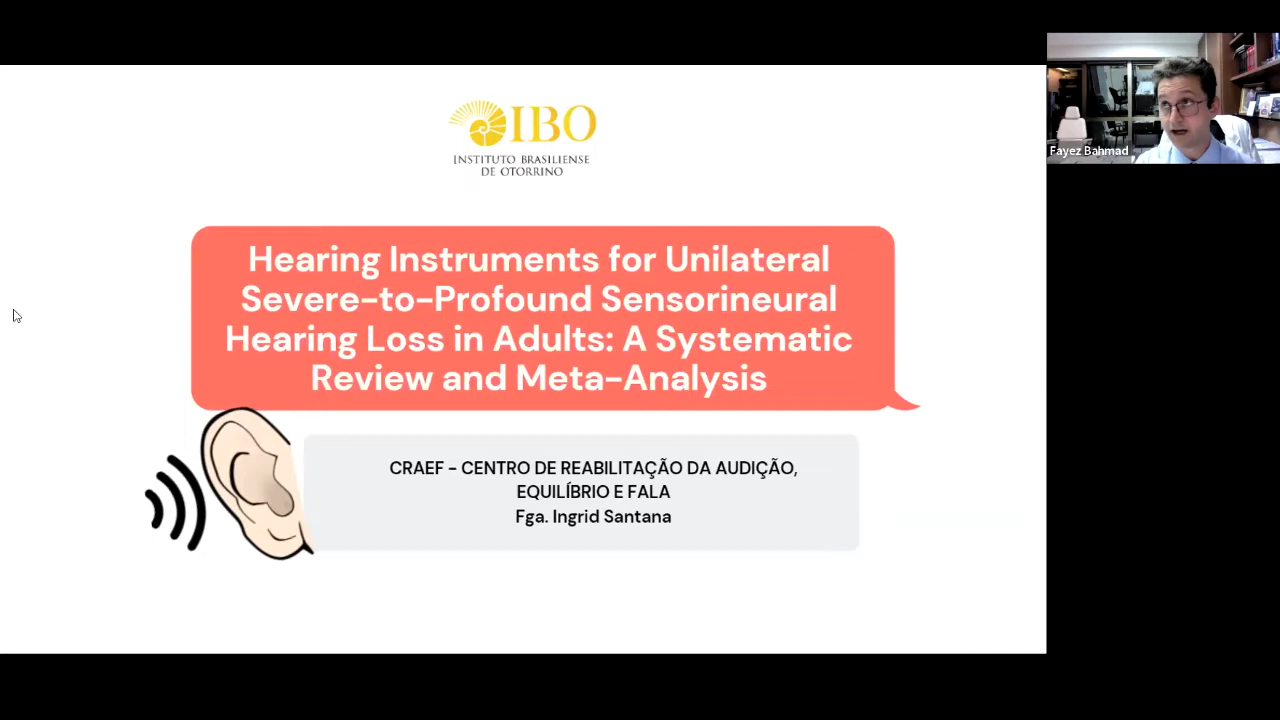 IBO
INSTITUTO BRASILIENSE
DE OTORRINO
Hearing Instruments for Unilateral
Severe-to-Profound Sensorineural
Hearing Loss in Adults: A Systematic
Review and Meta-Analysis
CRAEF - CENTRO DE REABILITAÇÃO DA AUDIÇÃO,
EQUILÍBRIO E FALA
Fga. Ingrid Santana
Fayez Bahmad